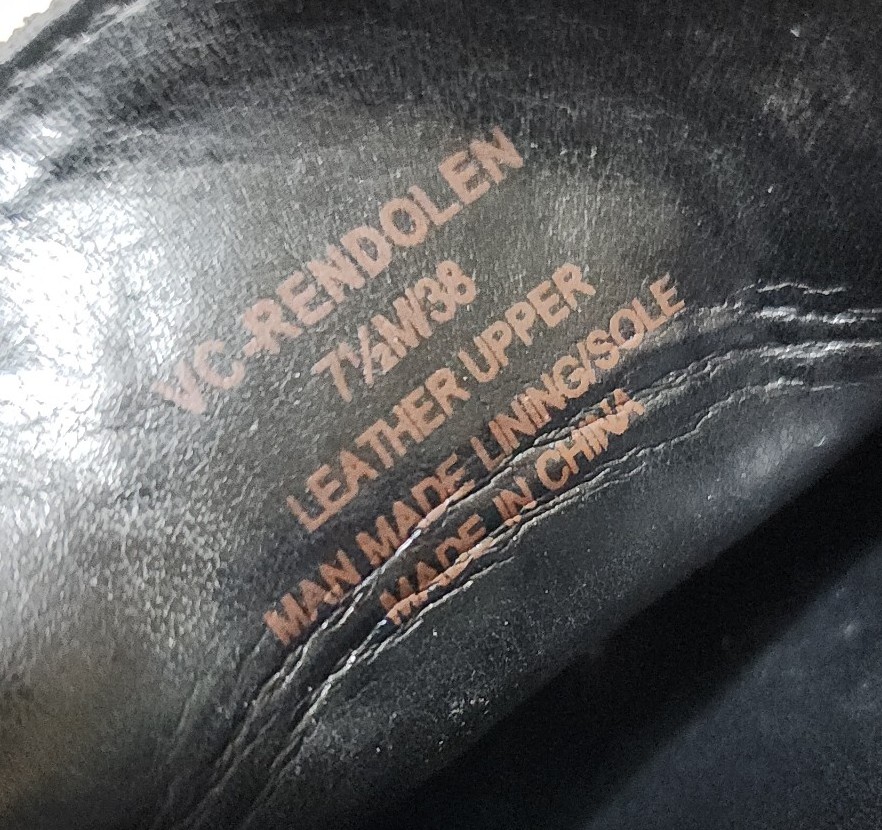 VC-RENDOLEN
7½M/38
LEATHER UPPER
MAN MADE LINING/SOLE
MADE IN CHINA